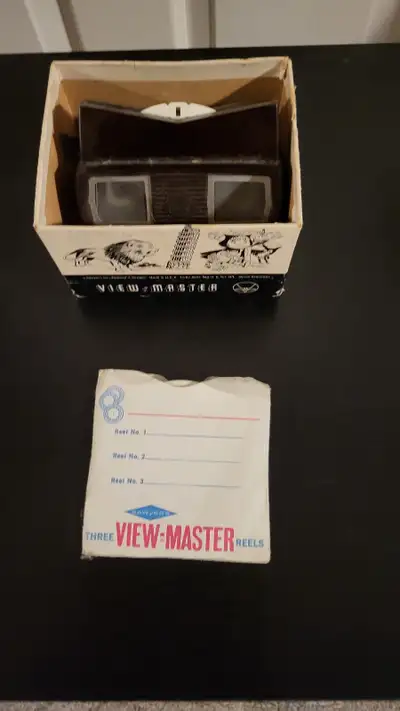 VIEW-MASTER
Reel No. 1
Reel No. 2
Reel No. 3
SAWYER'S
THREE VIEW-MASTER REELS